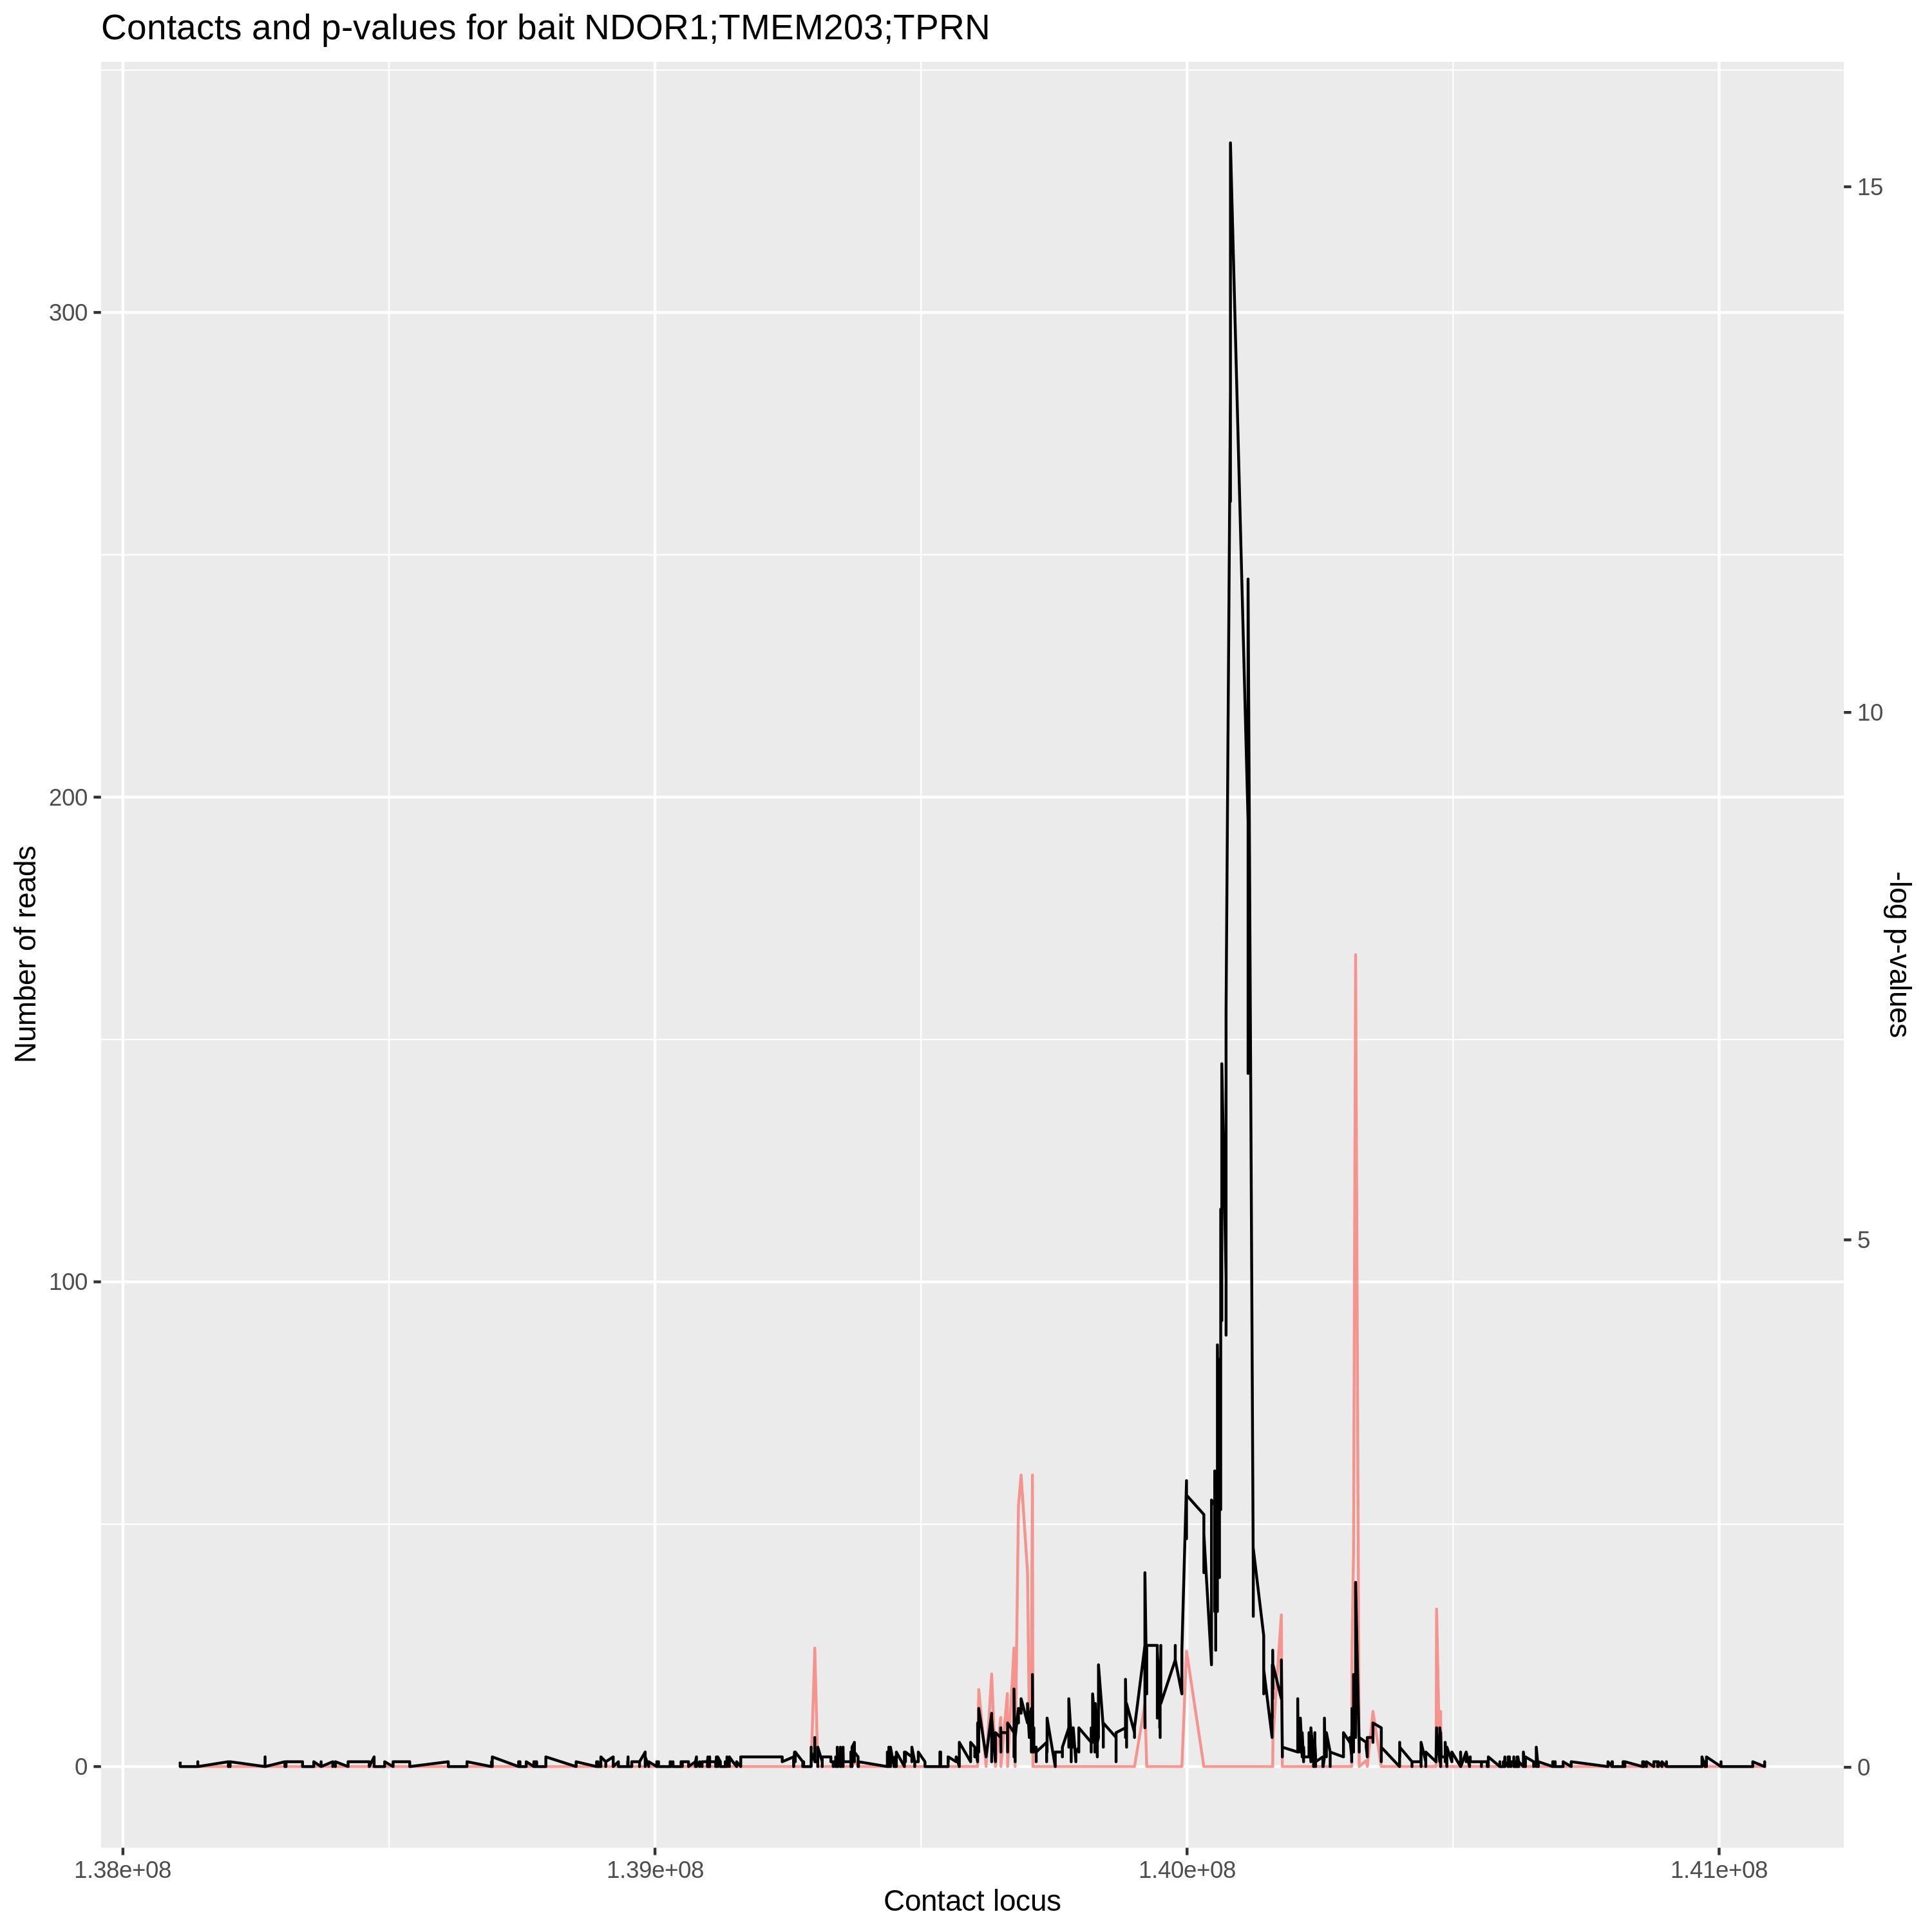 Contacts and p-values for bait NDOR1;TMEM203;TPRN
300
200
100
0
Number of reads
15
10
5
0
-log p-values
1.38e+08
1.39e+08
1.40e+08
1.41e+08
Contact locus